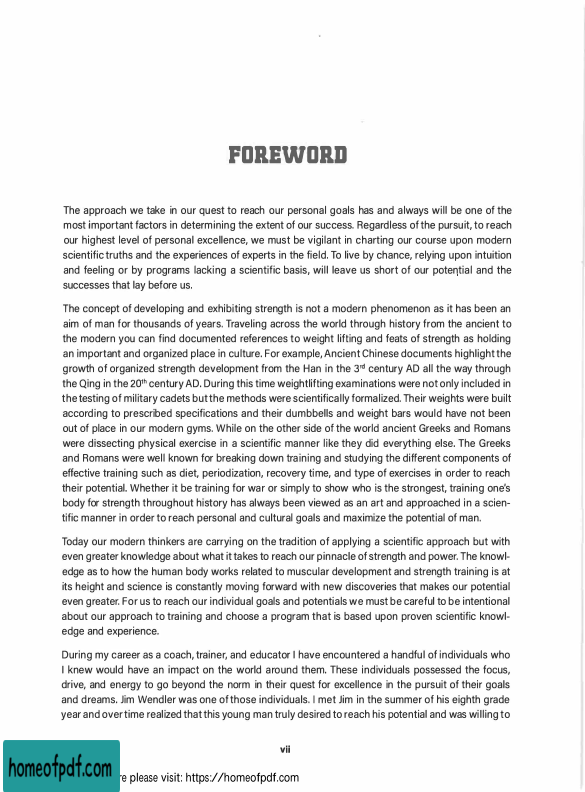 FOREWORD
The approach we take in our quest to reach our personal goals has and always will be one of the
most important factors in determining the extent of our success. Regardless of the pursuit, to reach
our highest level of personal excellence, we must be vigilant in charting our course upon modern
scientific truths and the experiences of experts in the field. To live by chance, relying upon intuition
and feeling or by programs lacking a scientific basis, will leave us short of our potential and the
successes that lay before us.
The concept of developing and exhibiting strength is not a modern phenomenon as it has been an
aim of man for thousands of years. Traveling across the world through history from the ancient to
the modern you can find documented references to weight lifting and feats of strength as holding
an important and organized place in culture. For example, Ancient Chinese documents highlight the
growth of organized strength development from the Han in the 3rd century AD all the way through
the Qing in the 20th century AD. During this time weightlifting examinations were not only included in
the testing of military cadets but the methods were scientifically formalized. Their weights were built
according to prescribed specifications and their dumbbells and weight bars would have not been
out of place in our modern gyms. While on the other side of the world ancient Greeks and Romans
were dissecting physical exercise in a scientific manner like they did everything else. The Greeks
and Romans were well known for breaking down training and studying the different components of
effective training such as diet, periodization, recovery time, and type of exercises in order to reach
their potential. Whether it be training for war or simply to show who is the strongest, training one's
body for strength throughout history has always been viewed as an art and approached in a scien-
tific manner in order to reach personal and cultural goals and maximize the potential of man.
Today our modern thinkers are carrying on the tradition of applying a scientific approach but with
even greater knowledge about what it takes to reach our pinnacle of strength and power. The knowl-
edge as to how the human body works related to muscular development and strength training is at
its height and science is constantly moving forward with new discoveries that makes our potential
even greater. For us to reach our individual goals and potentials we must be careful to be intentional
about our approach to training and choose a program that is based upon proven scientific knowl-
edge and experience.
During my career as a coach, trainer, and educator I have encountered a handful of individuals who
I knew would have an impact on the world around them. These individuals possessed the focus,
drive, and energy to go beyond the norm in their quest for excellence in the pursuit of their goals
and dreams. Jim Wendler was one of those individuals. I met Jim in the summer of his eighth grade
year and over time realized that this young man truly desired to reach his potential and was willing to
vii
homeofpdf.com
re please visit: https://homeofpdf.com